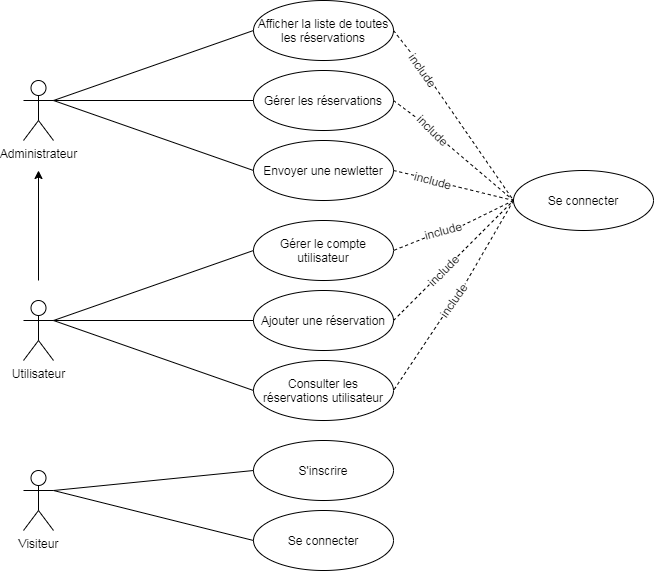 Afficher la liste de toutes
les réservations
include
Administrateur
Gérer les réservations
include
Envoyer une newletter
include
Se connecter
Utilisateur
Gérer le compte
utilisateur
include
Ajouter une réservation
include
Consulter les
réservations utilisateur
include
Visiteur
S'inscrire
Se connecter